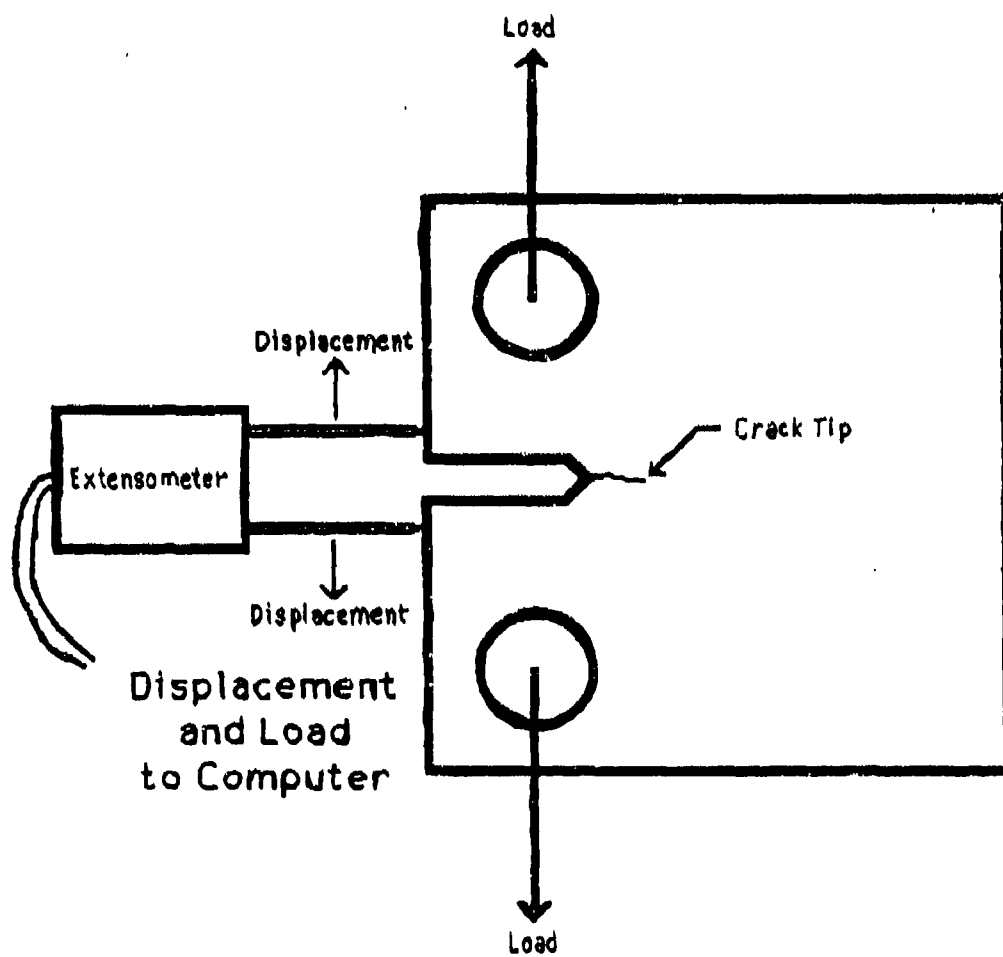 Load
Displacement
Crack Tip
Extensometer
Displacement
Displacement
and Load
to Computer
Load